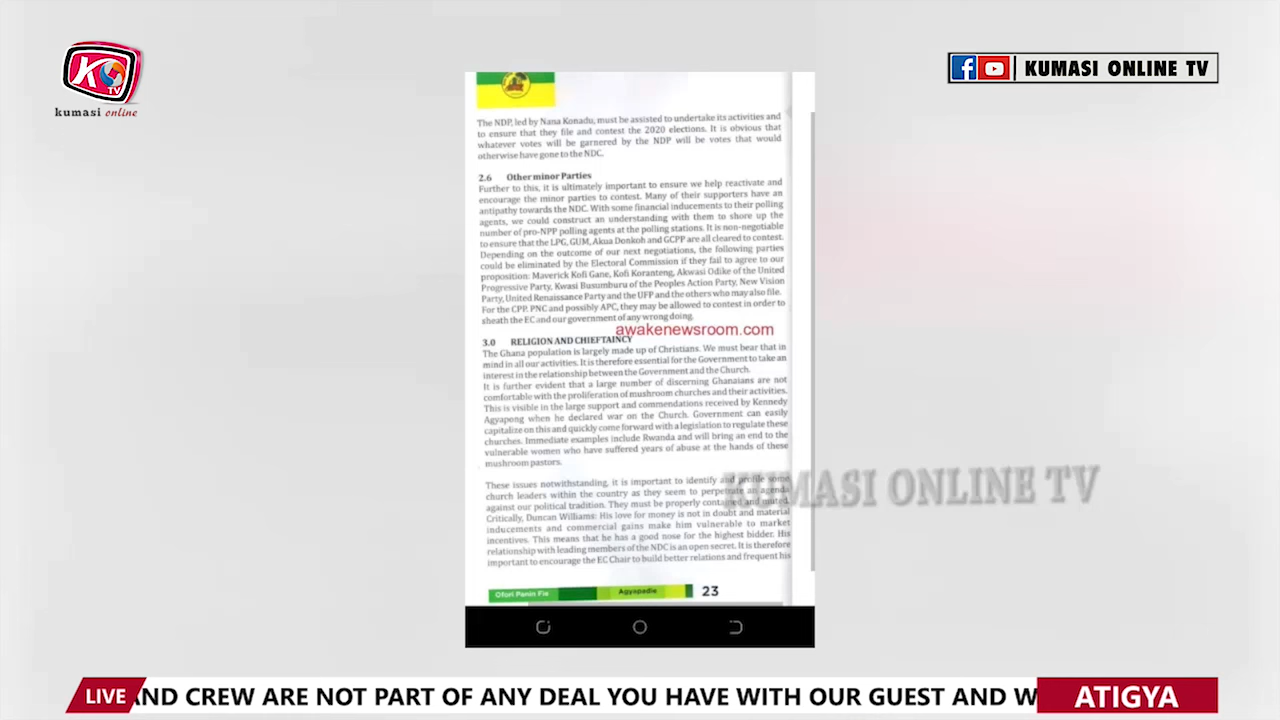 K
TV
kumasi online
f | KUMASI ONLINE TV
The NDP, led by Nana Konadu, must be assisted to undertake its activities and
to ensure that they file and contest the 2020 elections. It is obvious that
whatever votes will be garnered by the NDP will be votes that would
otherwise have gone to the NDC.
2.6 Other minor Parties
Further to this, it is ultimately important to ensure we help reactivate and
encourage the minor parties to contest. Many of their supporters have an
antipathy towards the NDC. With some financial inducements to their polling
agents, we could construct an understanding with them to shore up the
number of pro-NPP polling agents at the polling stations. It is non-negotiable
to ensure that the LPG, GUM, Akua Donkoh and GCPP are all cleared to contest.
Depending on the outcome of our next negotiations, the following parties
could be eliminated by the Electoral Commission if they fail to agree to our
proposition: Maverick Kofi Gane, Kofi Koranteng, Akwasi Odike of the United
Progressive Party, Kwasi Busumburu of the Peoples Action Party, New Vision
Party, United Renaissance Party and the UFP and the others who may also file.
For the CPP, PNC and possibly APC, they may be allowed to contest in order to
sheath the EC and our government of any wrong doing.
awakenewsroom.com
3.0 RELIGION AND CHIEFTAINCY
The Ghana population is largely made up of Christians. We must bear that in
mind in all our activities. It is therefore essential for the Government to take an
interest in the relationship between the Government and the Church.
It is further evident that a large number of discerning Ghanaians are not
comfortable with the proliferation of mushroom churches and their activities.
This is visible in the large support and commendations received by Kennedy
Agyapong when he declared war on the Church. Government can easily
capitalize on this and quickly come forward with a legislation to regulate these
churches. Immediate examples include Rwanda and will bring an end to the
vulnerable women who have suffered years of abuse at the hands of these
mushroom pastors.
These issues notwithstanding, it is important to identify and profile some
church leaders within the country as they seem to perpetrate an agenda
against our political tradition. They must be properly contained and muted.
Critically, Duncan Williams: His love for money is not in doubt and material
inducements and commercial gains make him vulnerable to market
incentives. This means that he has a good nose for the highest bidder. His
relationship with leading members of the NDC is an open secret. It is therefore
important to encourage the EC Chair to build better relations and frequent his
KUMASI ONLINE TV
Ofori Panin Fie Agyapadie 23
LIVE AND CREW ARE NOT PART OF ANY DEAL YOU HAVE WITH OUR GUEST AND W ATIGYA